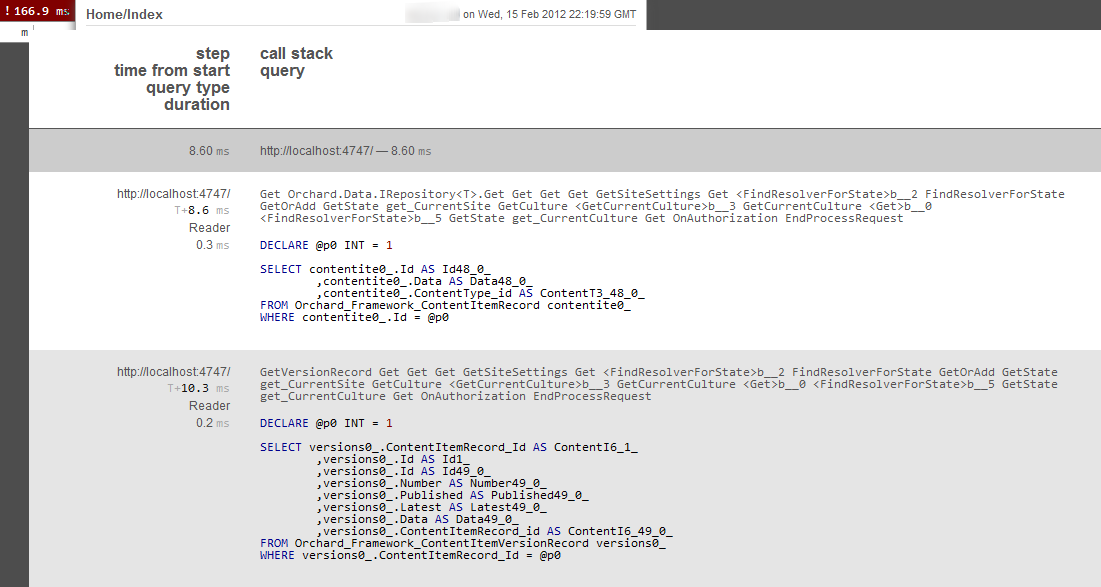 ! 166.9 ms
m
Home/Index
on Wed, 15 Feb 2012 22:19:59 GMT
step
time from start
query type
duration
call stack
query
8.60 ms
http://localhost:4747/ — 8.60 ms
http://localhost:4747/
T+8.6 ms
Reader
0.3 ms
Get Orchard.Data.IRepository<T>.Get Get Get Get GetSiteSettings Get <FindResolverForState>b__2 FindResolverForState
GetOrAdd GetState get_CurrentSite GetCulture <GetCurrentCulture>b__3 GetCurrentCulture <Get>b__0
<FindResolverForState>b__5 GetState get_CurrentCulture Get OnAuthorization EndProcessRequest
DECLARE @p0 INT = 1
SELECT contentite0_.Id AS Id48_0_
,contentite0_.Data AS Data48_0_
,contentite0_.ContentType_id AS ContentT3_48_0_
FROM Orchard_Framework_ContentItemRecord contentite0_
WHERE contentite0_.Id = @p0
http://localhost:4747/
T+10.3 ms
Reader
0.2 ms
GetVersionRecord Get Get Get GetSiteSettings Get <FindResolverForState>b__2 FindResolverForState GetOrAdd GetState
get_CurrentSite GetCulture <GetCurrentCulture>b__3 GetCurrentCulture <Get>b__0 <FindResolverForState>b__5 GetState
get_CurrentCulture Get OnAuthorization EndProcessRequest
DECLARE @p0 INT = 1
SELECT versions0_.ContentItemRecord_Id AS ContentI6_1_
,versions0_.Id AS Id1_
,versions0_.Id AS Id49_0_
,versions0_.Number AS Number49_0_
,versions0_.Published AS Published49_0_
,versions0_.Latest AS Latest49_0_
,versions0_.Data AS Data49_0_
,versions0_.ContentItemRecord_id AS ContentI6_49_0_
FROM Orchard_Framework_ContentItemVersionRecord versions0_
WHERE versions0_.ContentItemRecord_Id = @p0